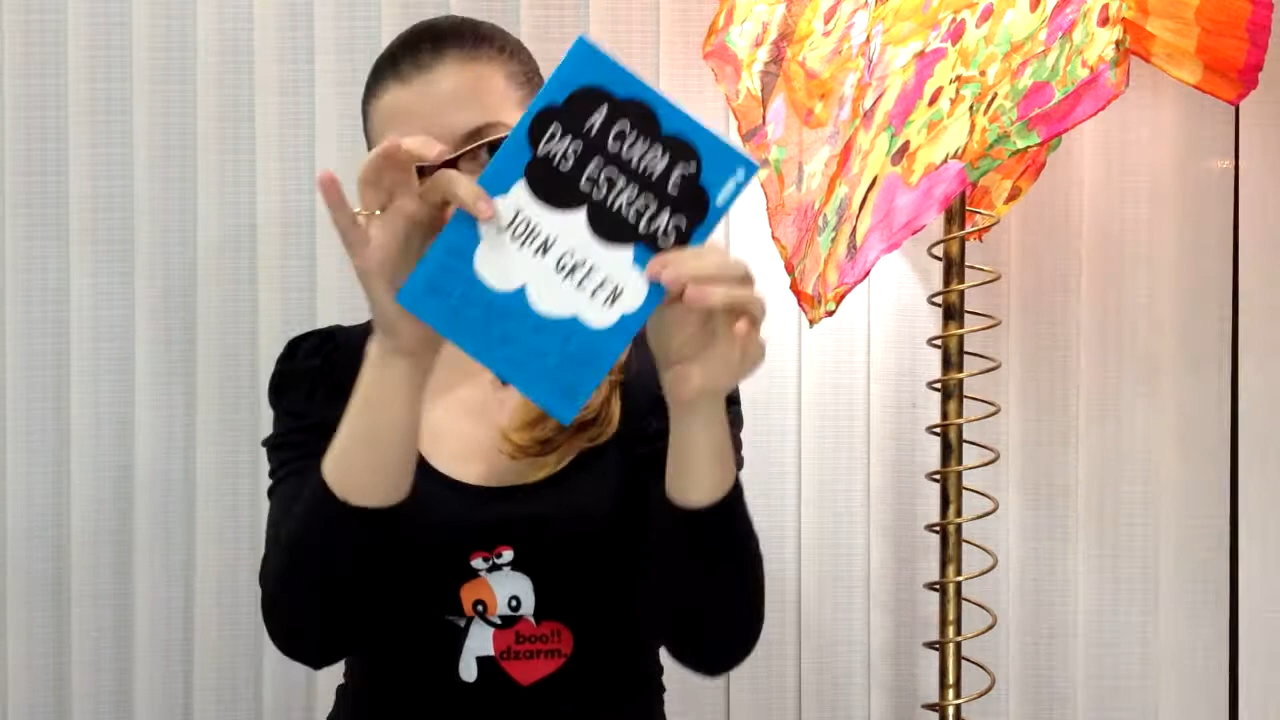 A CULPA É
DAS ESTRELAS
JOHN GREEN
boo!!
dzarm.